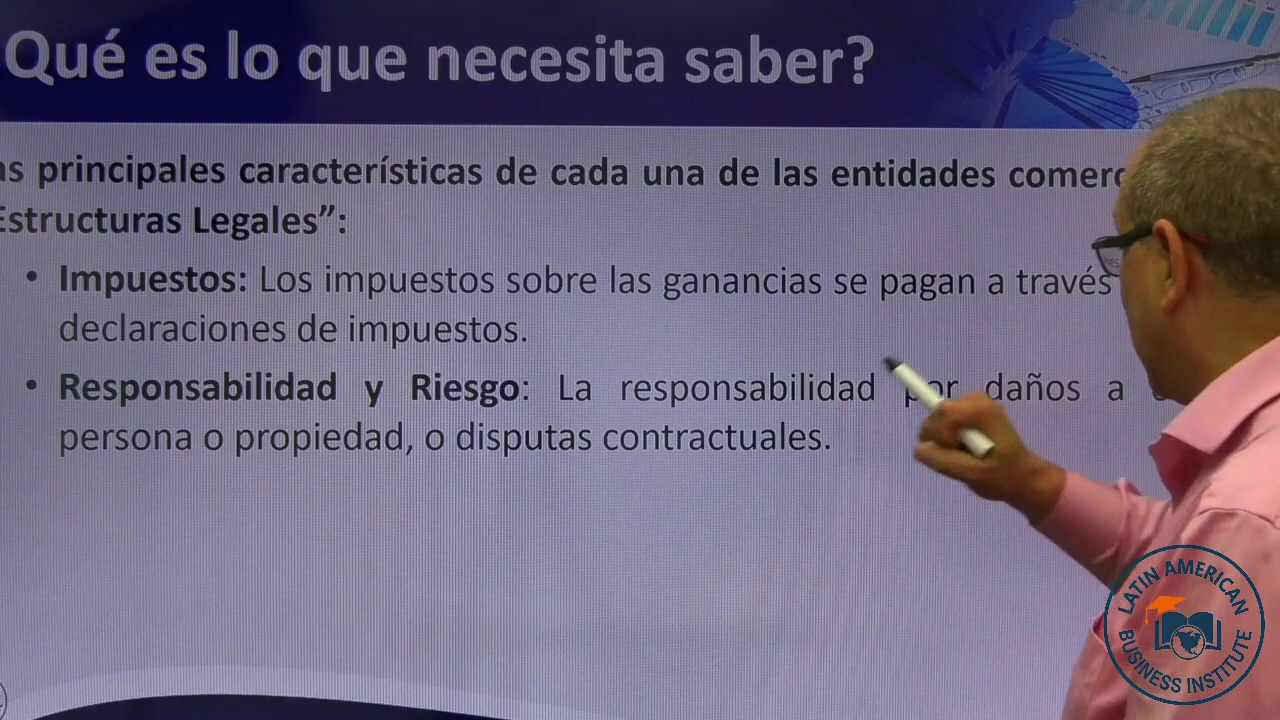 Qué es lo que necesita saber?
principales características de cada una de las entidades
Estructuras Legales”:
• Impuestos: Los impuestos sobre las ganancias se pagan a través
declaraciones de impuestos.
• Responsabilidad y Riesgo: La responsabilidad por daños a
persona o propiedad, o disputas contractuales.
LATIN AMERICAN
BUSINESS INSTITUTE